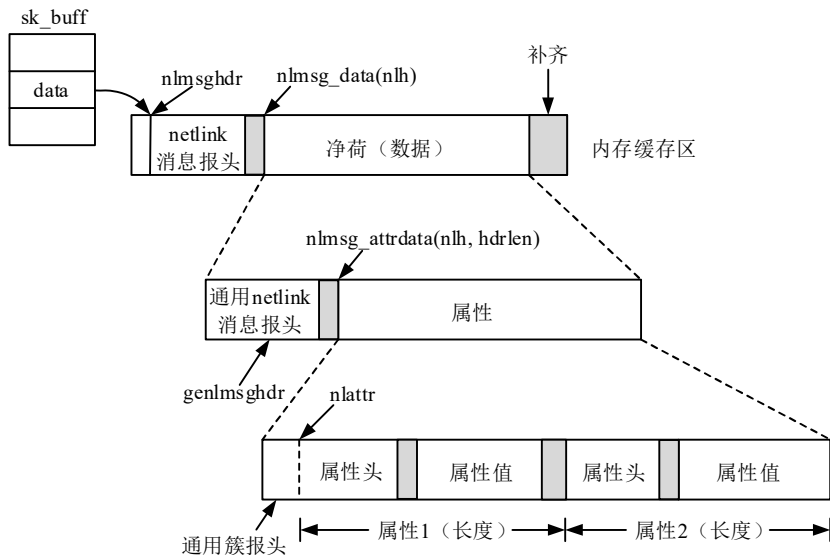 sk_buff
data
nlmsghdr
nlmsg_data(nlh)
补齐
netlink
消息报头
净荷（数据）
内存缓存区
nlmsg_attrdata(nlh, hdrlen)
通用netlink
消息报头
属性
genlmsghdr
nlattr
属性头
属性值
属性头
属性值
通用簇报头
属性1（长度）
属性2（长度）